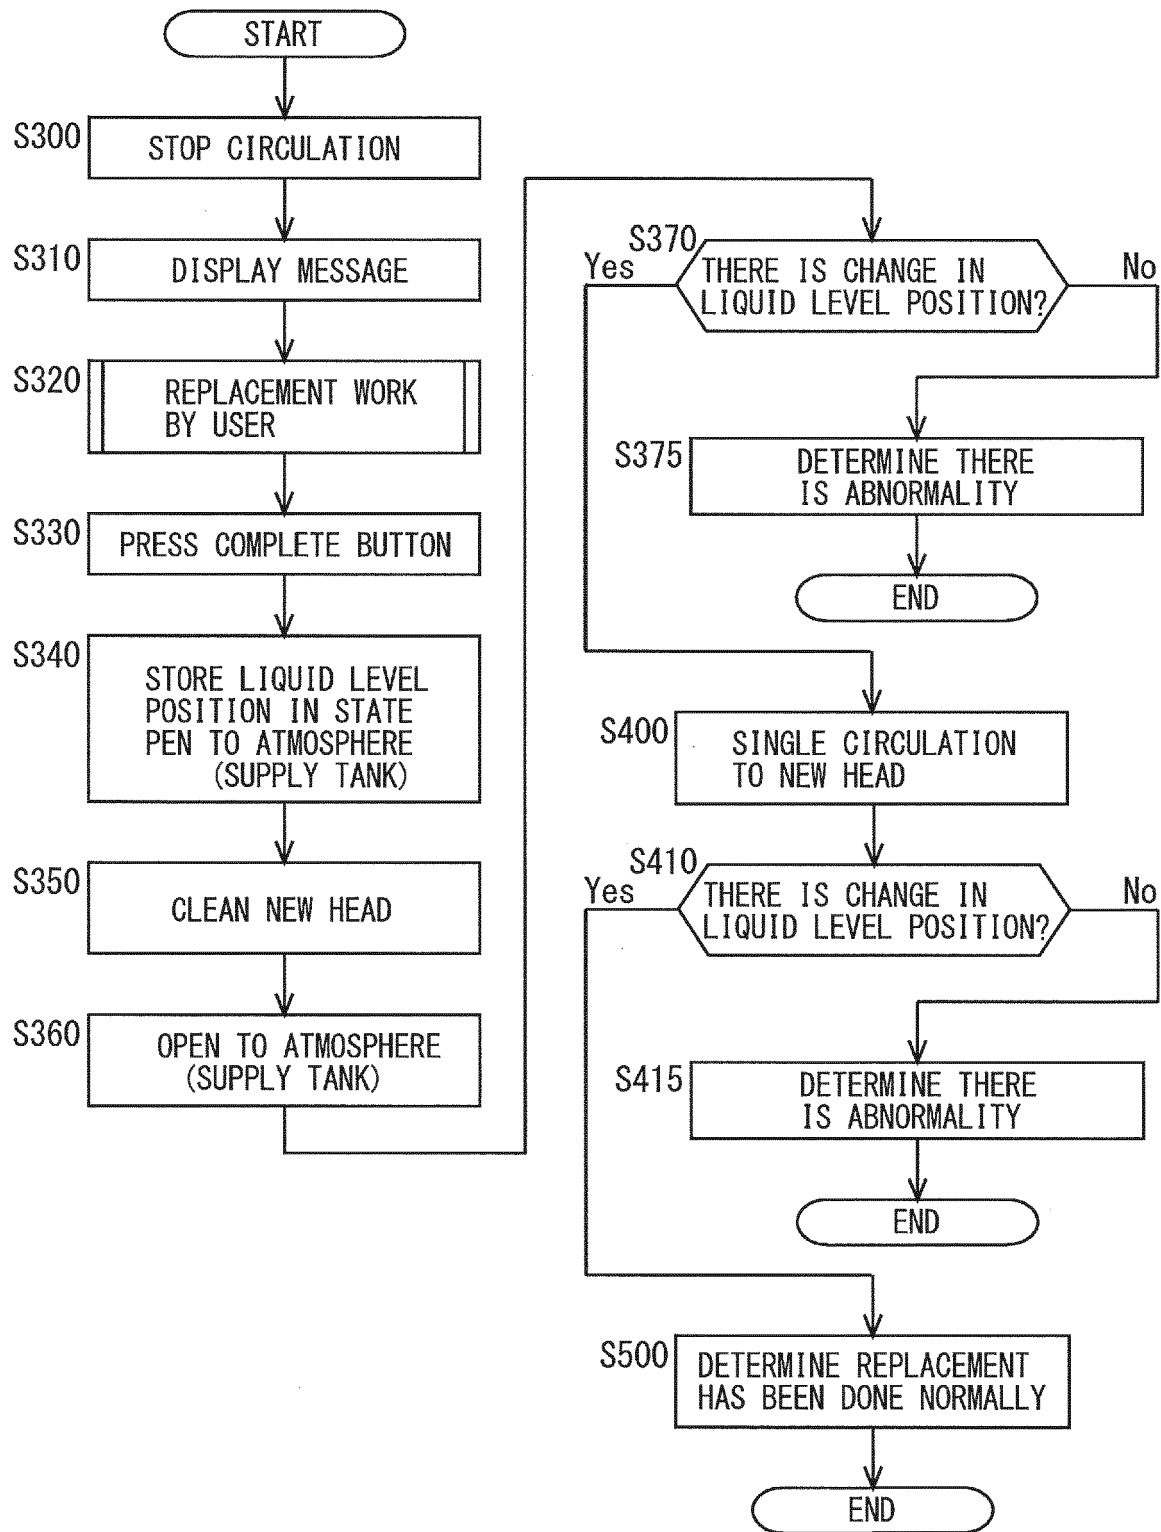 START
S300
STOP CIRCULATION
S310
DISPLAY MESSAGE
S320
REPLACEMENT WORK
BY USER
S330
PRESS COMPLETE BUTTON
S340
STORE LIQUID LEVEL
POSITION IN STATE
PEN TO ATMOSPHERE
(SUPPLY TANK)
S350
CLEAN NEW HEAD
S360
OPEN TO ATMOSPHERE
(SUPPLY TANK)
S370
Yes
THERE IS CHANGE IN
LIQUID LEVEL POSITION?
No
S375
DETERMINE THERE
IS ABNORMALITY
END
S400
SINGLE CIRCULATION
TO NEW HEAD
S410
Yes
THERE IS CHANGE IN
LIQUID LEVEL POSITION?
No
S415
DETERMINE THERE
IS ABNORMALITY
END
S500
DETERMINE REPLACEMENT
HAS BEEN DONE NORMALLY
END